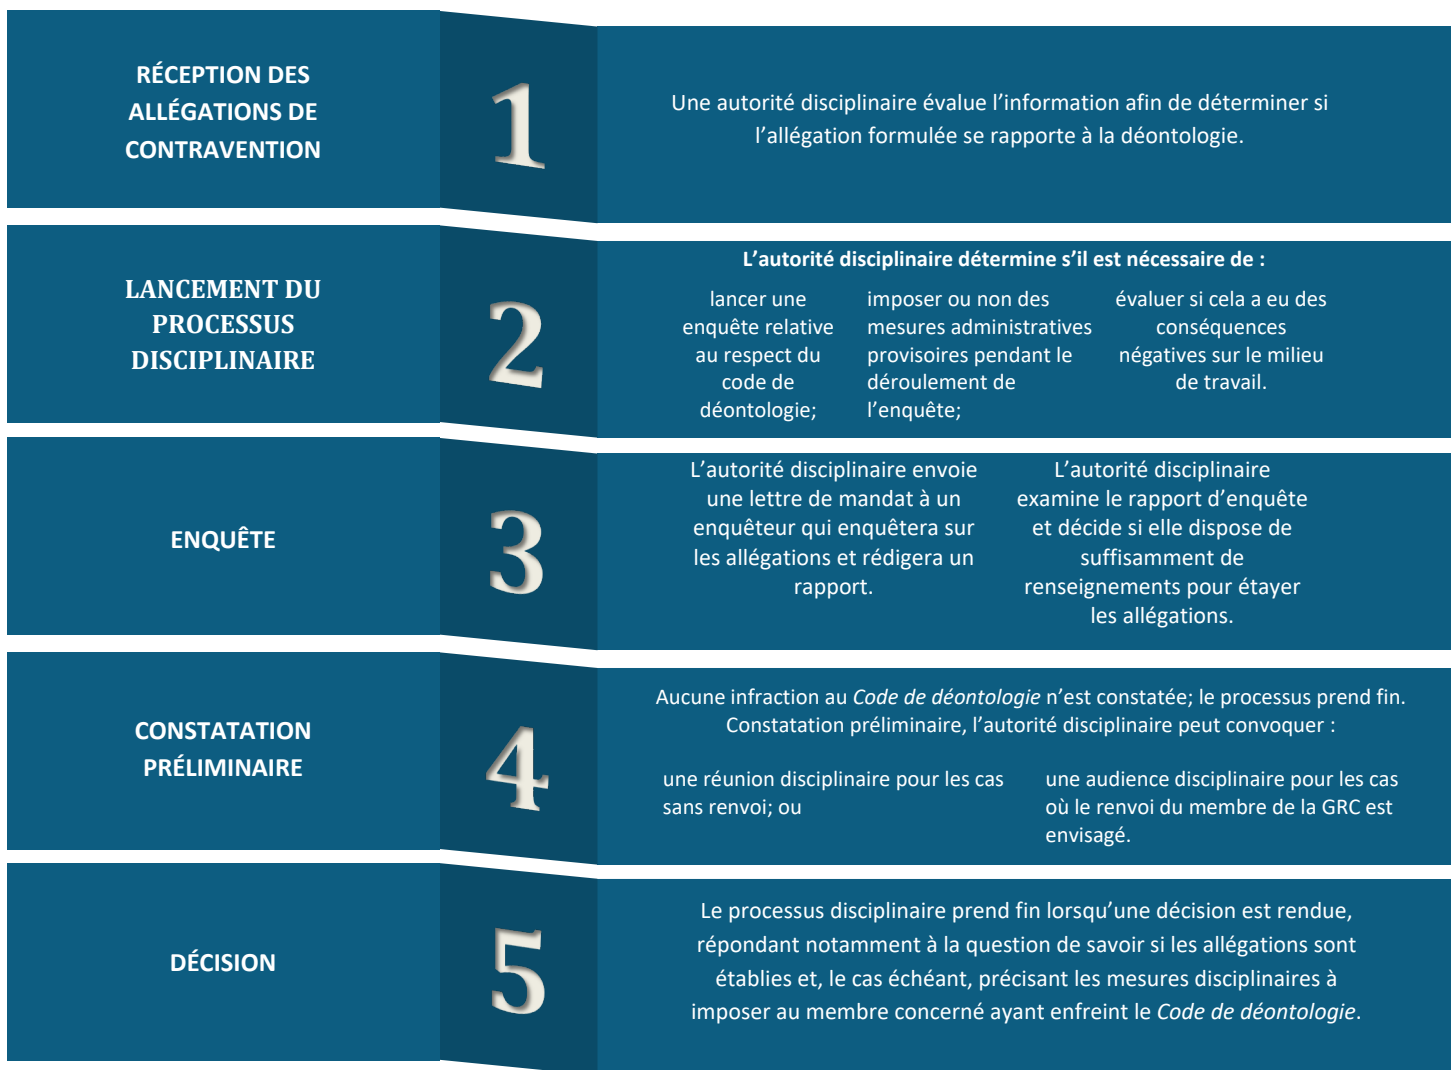 RÉCEPTION DES
ALLÉGATIONS DE
CONTRAVENTION
1
Une autorité disciplinaire évalue l’information afin de déterminer si
l’allégation formulée se rapporte à la déontologie.
LANCEMENT DU
PROCESSUS
DISCIPLINAIRE
2
L’autorité disciplinaire détermine s’il est nécessaire de :
lancer une
enquête relative
au respect du
code de
déontologie;
imposer ou non des
mesures administratives
provisoires pendant le
déroulement de
l’enquête;
évaluer si cela a eu des
conséquences
négatives sur le milieu
de travail.
ENQUÊTE
3
L’autorité disciplinaire envoie
une lettre de mandat à un
enquêteur qui enquêtera sur
les allégations et rédigera un
rapport.
L’autorité disciplinaire
examine le rapport d’enquête
et décide si elle dispose de
suffisamment de
renseignements pour étayer
les allégations.
CONSTATATION
PRÉLIMINAIRE
4
Aucune infraction au Code de déontologie n’est constatée; le processus prend fin.
Constatation préliminaire, l’autorité disciplinaire peut convoquer :
une réunion disciplinaire pour les cas
sans renvoi; ou
une audience disciplinaire pour les cas
où le renvoi du membre de la GRC est
envisagé.
DÉCISION
5
Le processus disciplinaire prend fin lorsqu’une décision est rendue,
répondant notamment à la question de savoir si les allégations sont
établies et, le cas échéant, précisant les mesures disciplinaires à
imposer au membre concerné ayant enfreint le Code de déontologie.